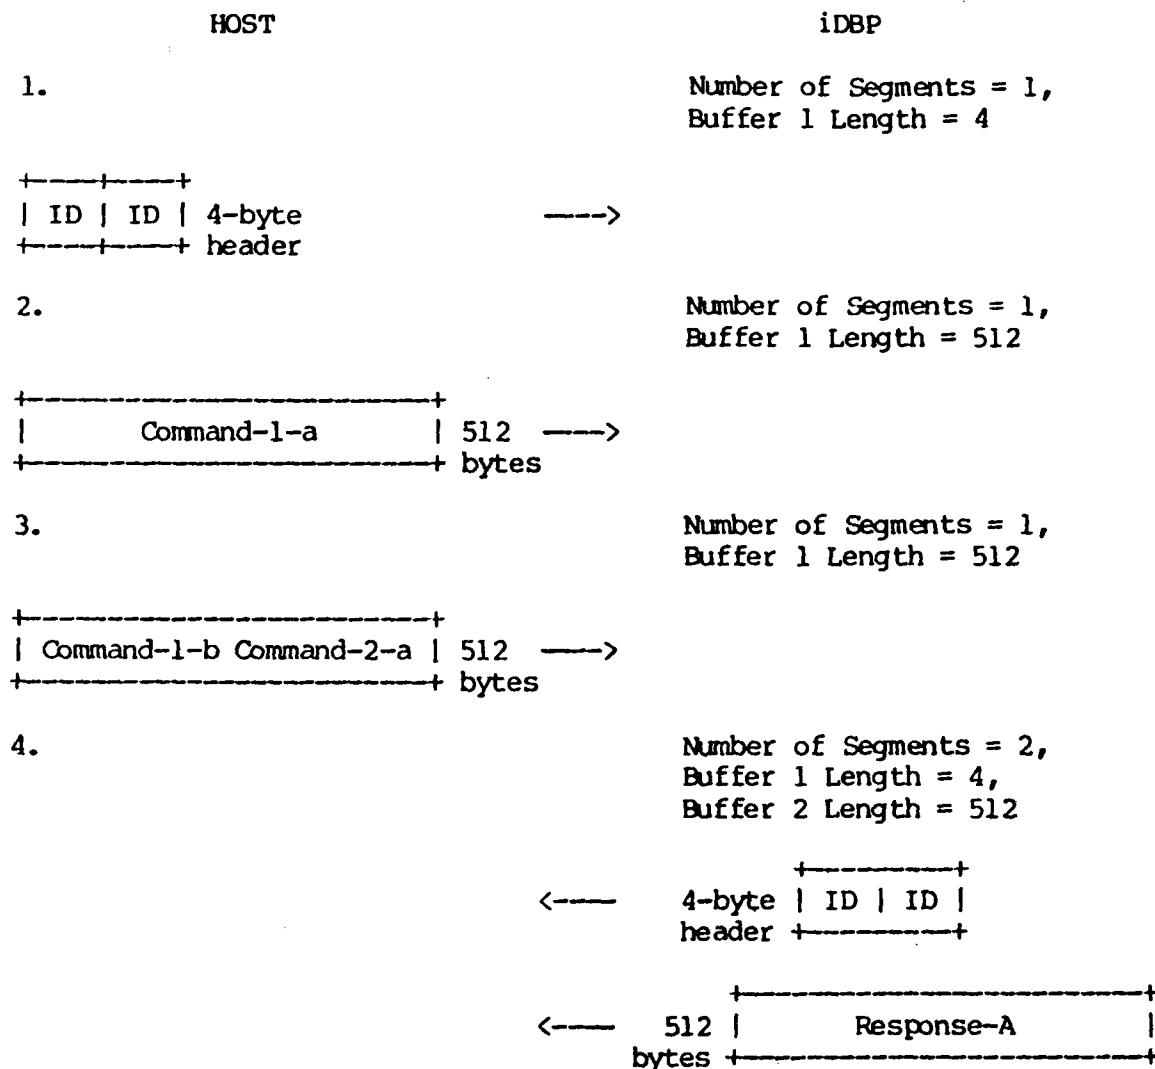 HOST iDBP
1. Number of Segments = 1,
Buffer 1 Length = 4
| ID | ID | 4-byte ---->
header
2. Number of Segments = 1,
Buffer 1 Length = 512
| Command-1-a | 512 ---->
bytes
3. Number of Segments = 1,
Buffer 1 Length = 512
| Command-1-b Command-2-a | 512 ---->
bytes
4. Number of Segments = 2,
Buffer 1 Length = 4,
Buffer 2 Length = 512
<---- 4-byte | ID | ID |
header
<---- 512 | Response-A |
bytes